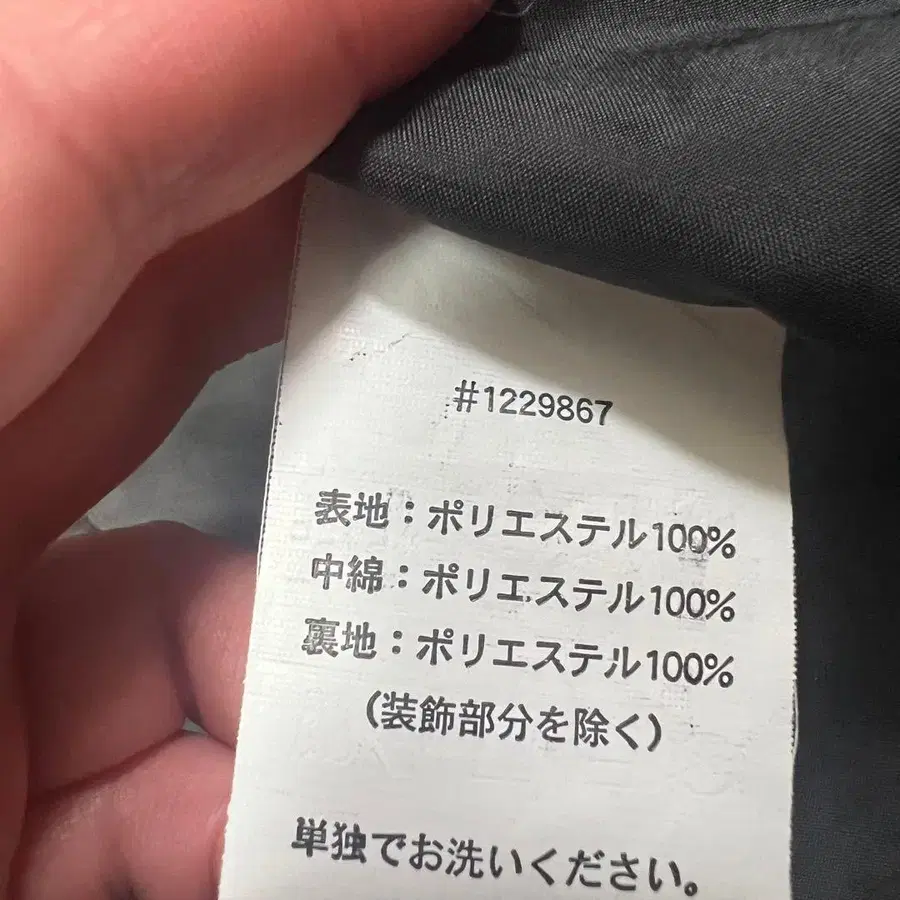 #1229867
表地：ポリエステル100%
中綿：ポリエステル100%
裏地：ポリエステル100%
(装飾部分を除く)
単独でお洗いください。